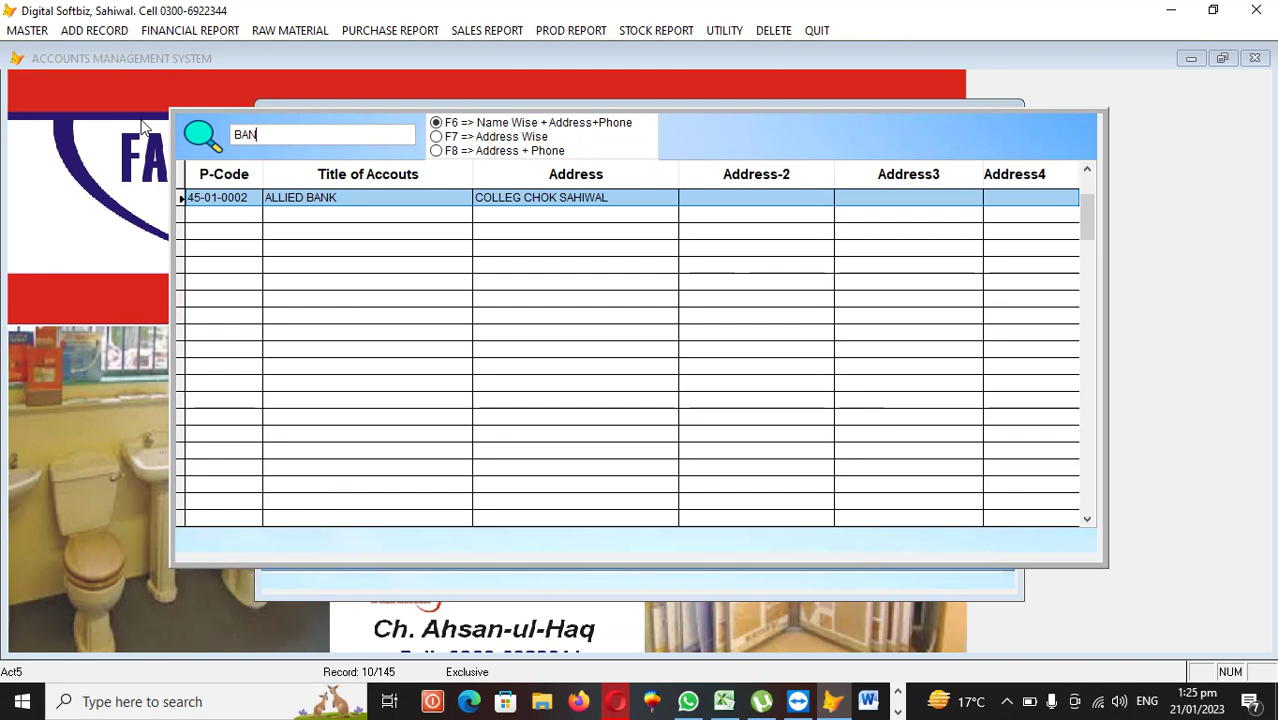 Digital Softbiz, Sahiwal. Cell 0300-6922344
MASTER ADD RECORD FINANCIAL REPORT RAW MATERIAL PURCHASE REPORT SALES REPORT PROD REPORT STOCK REPORT UTILITY DELETE QUIT
ACCOUNTS MANAGEMENT SYSTEM
FA
BAN
F6 => Name Wise + Address+Phone
F7 => Address Wise
F8 => Address + Phone
P-Code Title of Accouts Address Address-2 Address3 Address4
45-01-0002 ALLIED BANK COLLEG CHOK SAHIWAL
Ch. Ahsan-ul-Haq
Act5 Record: 10/145 Exclusive NUM
Type here to search
17°C
1:25 pm
21/01/2023
7